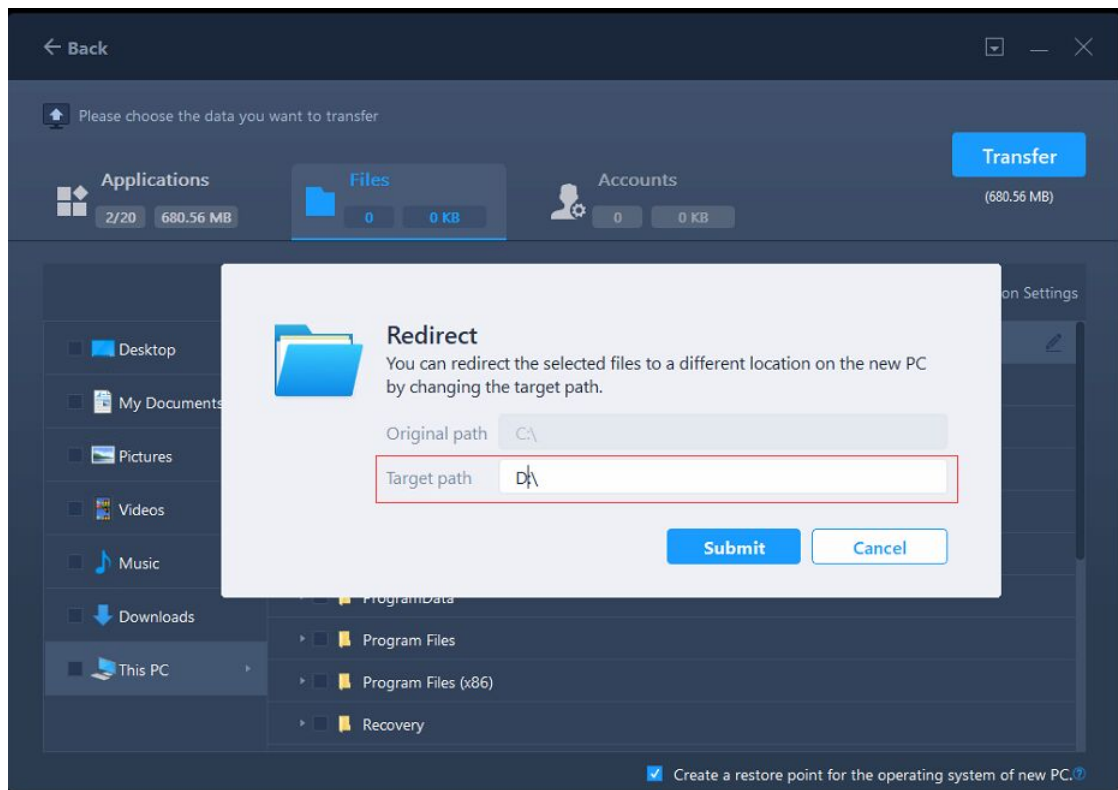 Back
Please choose the data you want to transfer
Transfer
(680.56 MB)
Applications
2/20 680.56 MB
Files
0 0 KB
Accounts
0 0 KB
on Settings
Desktop
My Documents
Pictures
Videos
Music
Downloads
This PC
Redirect
You can redirect the selected files to a different location on the new PC
by changing the target path.
Original path C:\
Target path D:\
Submit Cancel
ProgramData
Program Files
Program Files (x86)
Recovery
Create a restore point for the operating system of new PC.?